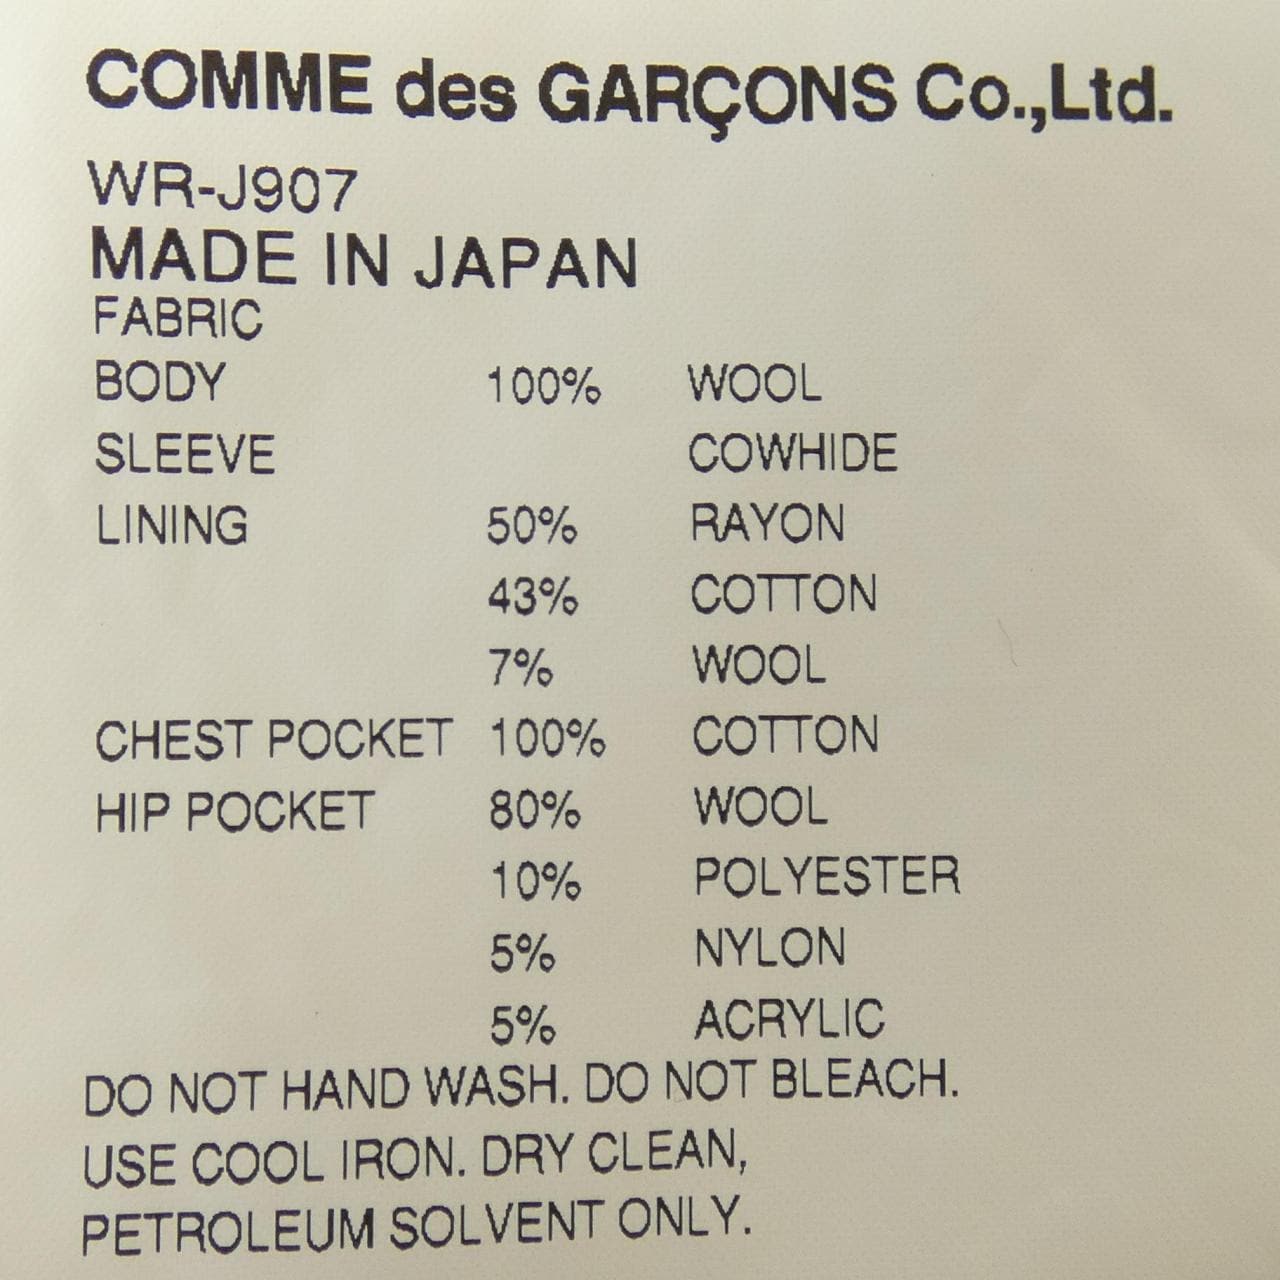 COMME des GARÇONS Co.,Ltd.
WR-J907
MADE IN JAPAN
FABRIC
BODY 100% WOOL
SLEEVE COWHIDE
LINING 50% RAYON
43% COTTON
7% WOOL
CHEST POCKET 100% COTTON
HIP POCKET 80% WOOL
10% POLYESTER
5% NYLON
5% ACRYLIC
DO NOT HAND WASH. DO NOT BLEACH.
USE COOL IRON. DRY CLEAN,
PETROLEUM SOLVENT ONLY.